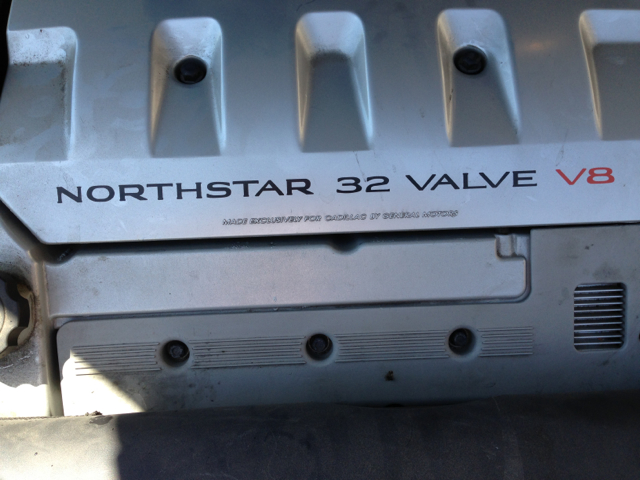 NORTHSTAR 32 VALVE V8
MADE EXCLUSIVELY FOR CADILLAC BY GENERAL MOTORS